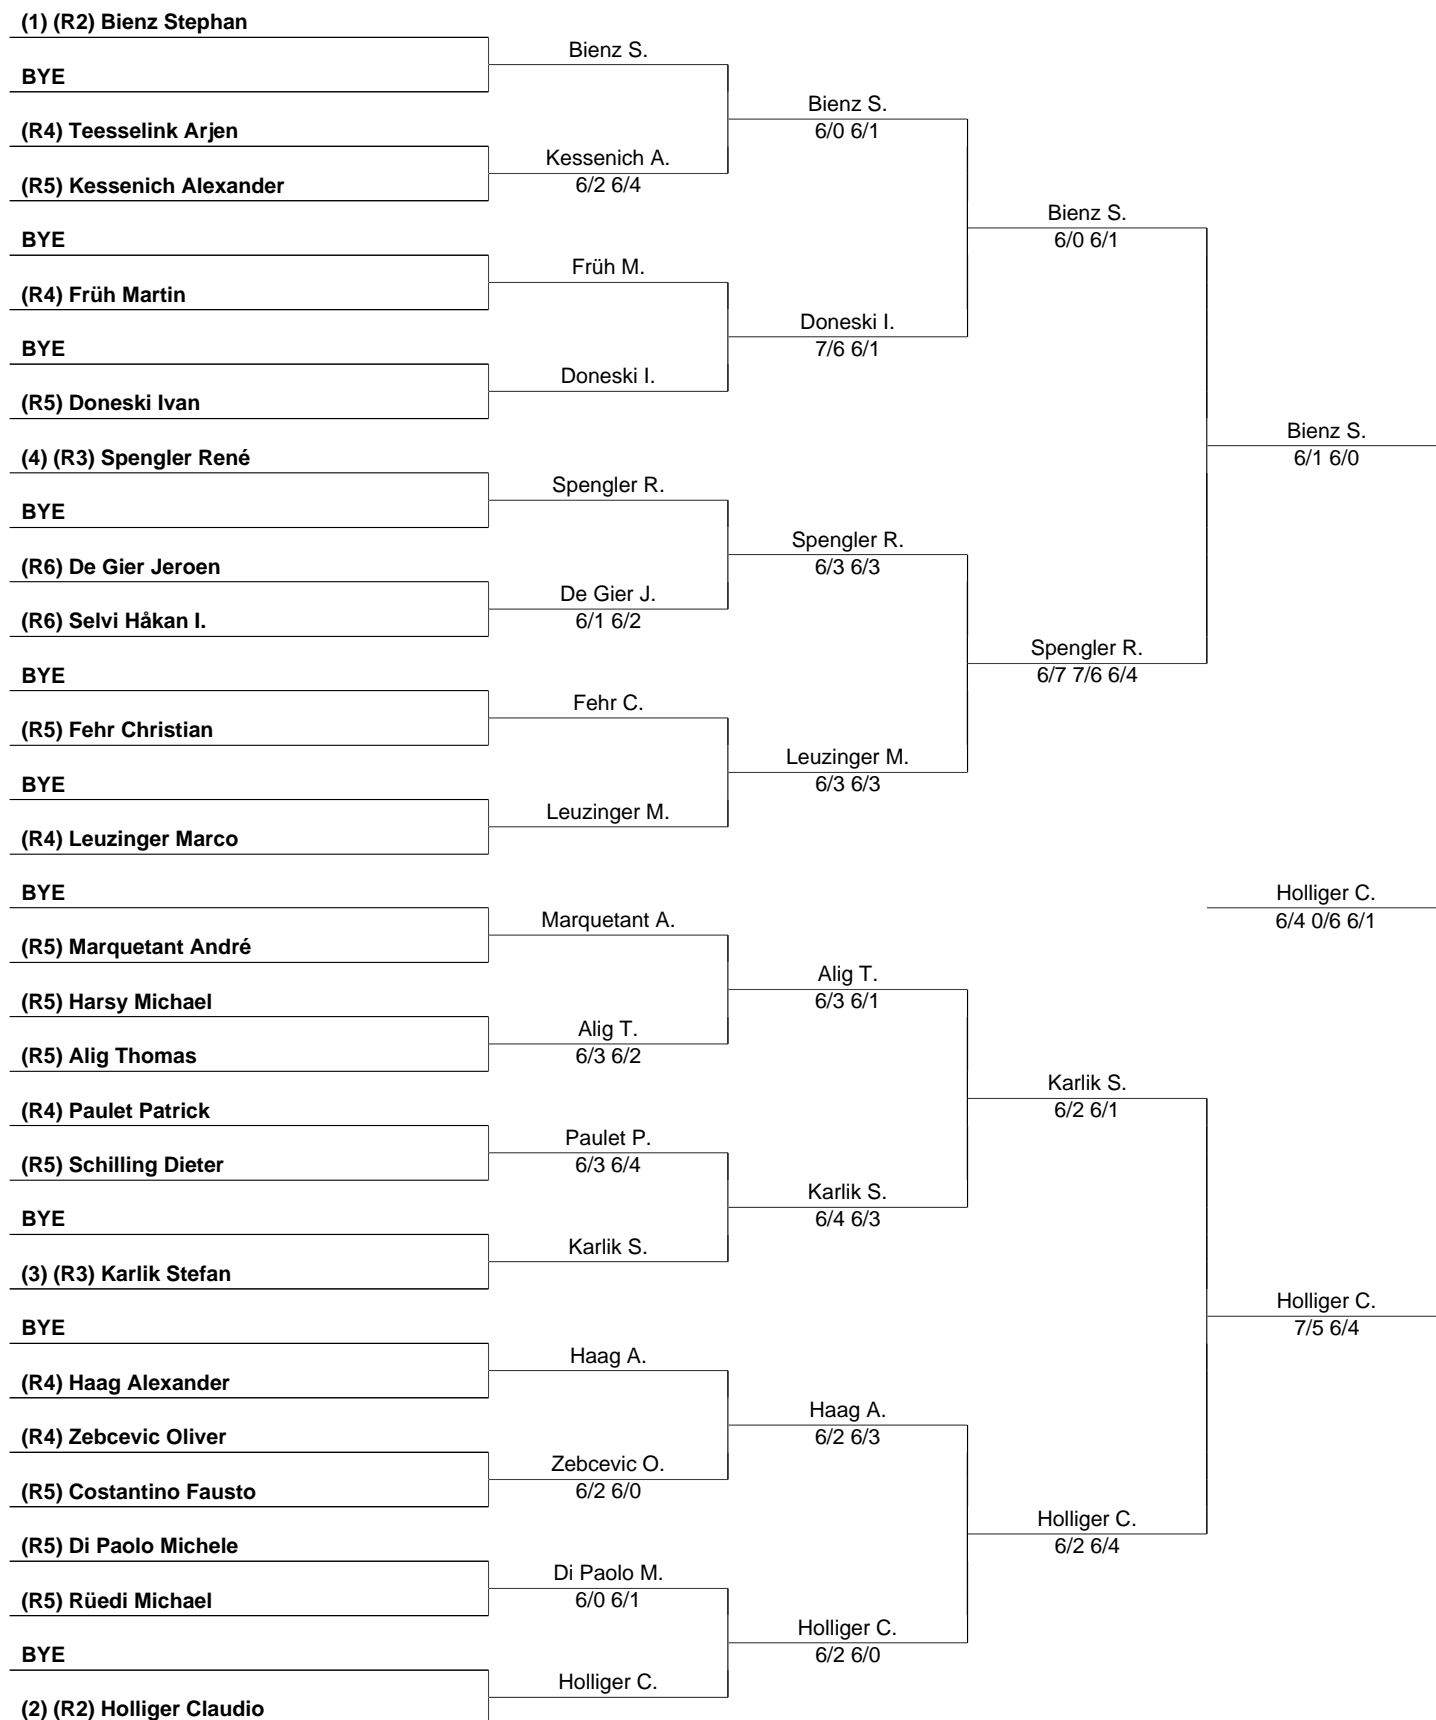 (1) (R2) Bienz Stephan
BYE
(R4) Teesselink Arjen
(R5) Kessenich Alexander
BYE
(R4) Früh Martin
BYE
(R5) Doneski Ivan
(4) (R3) Spengler René
BYE
(R6) De Gier Jeroen
(R6) Selvi Håkan I.
BYE
(R5) Fehr Christian
BYE
(R4) Leuzinger Marco
BYE
(R5) Marquetant André
(R5) Harsy Michael
(R5) Alig Thomas
(R4) Paulet Patrick
(R5) Schilling Dieter
BYE
(3) (R3) Karlik Stefan
BYE
(R4) Haag Alexander
(R4) Zebcevic Oliver
(R5) Costantino Fausto
(R5) Di Paolo Michele
(R5) Rüedi Michael
BYE
(2) (R2) Holliger Claudio
Bienz S.
Kessenich A.
6/2 6/4
Früh M.
Doneski I.
Spengler R.
De Gier J.
6/1 6/2
Fehr C.
Leuzinger M.
Marquetant A.
Alig T.
6/3 6/2
Paulet P.
6/3 6/4
Karlik S.
Haag A.
Zebcevic O.
6/2 6/0
Di Paolo M.
6/0 6/1
Holliger C.
Bienz S.
6/0 6/1
Doneski I.
7/6 6/1
Spengler R.
6/3 6/3
Leuzinger M.
6/3 6/3
Alig T.
6/3 6/1
Karlik S.
6/4 6/3
Haag A.
6/2 6/3
Holliger C.
6/2 6/0
Bienz S.
6/0 6/1
Spengler R.
6/7 7/6 6/4
Karlik S.
6/2 6/1
Holliger C.
6/2 6/4
Bienz S.
6/1 6/0
Holliger C.
6/4 0/6 6/1
Holliger C.
7/5 6/4